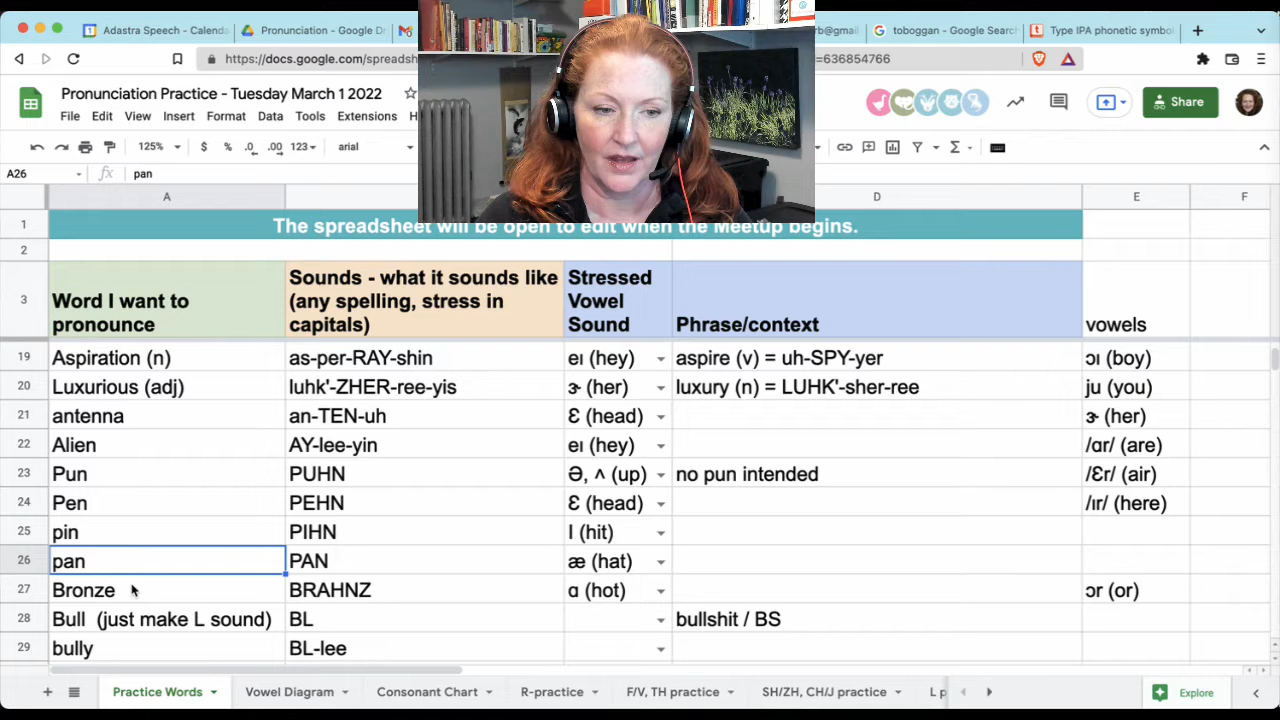 Adastra Speech - Calenda
Pronunciation - Google Dr
rb@gmail
toboggan - Google Search
Type IPA phonetic symbol
https://docs.google.com/spreadsh
=636854766
Pronunciation Practice - Tuesday March 1 2022
Share
File Edit View Insert Format Data Tools Extensions H
125% $ % .0 .00 123 arial
A26 fx pan
A D E F
1 The spreadsheet will be open to edit when the Meetup begins.
2
3 Word I want to pronounce Sounds - what it sounds like (any spelling, stress in capitals) Stressed Vowel Sound Phrase/context vowels
19 Aspiration (n) as-per-RAY-shin eɪ (hey) aspire (v) = uh-SPY-yer ɔɪ (boy)
20 Luxurious (adj) luhk'-ZHER-ree-yis ɝ (her) luxury (n) = LUHK'-sher-ree ju (you)
21 antenna an-TEN-uh Ɛ (head) ɝ (her)
22 Alien AY-lee-yin eɪ (hey) /ɑr/ (are)
23 Pun PUHN Ə, ^ (up) no pun intended /Ɛr/ (air)
24 Pen PEHN Ɛ (head) /ɪr/ (here)
25 pin PIHN I (hit)
26 pan PAN æ (hat)
27 Bronze BRAHNZ ɑ (hot) ɔr (or)
28 Bull (just make L sound) BL bullshit / BS
29 bully BL-lee
Practice Words Vowel Diagram Consonant Chart R-practice F/V, TH practice SH/ZH, CH/J practice L p Explore